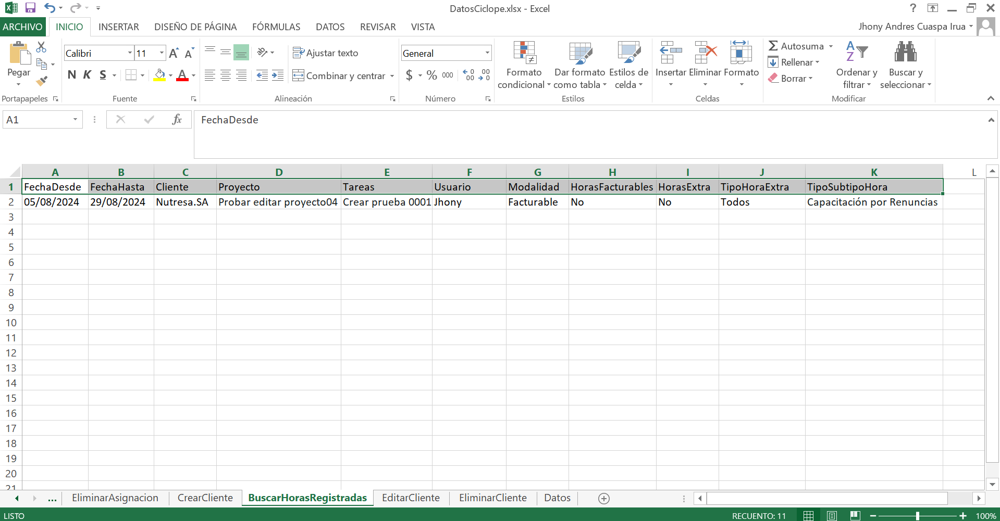 DatosCiclope.xlsx - Excel
?
ARCHIVO INICIO INSERTAR DISEÑO DE PÁGINA FÓRMULAS DATOS REVISAR VISTA Jhony Andres Cuaspa Irua
Pegar
Portapapeles
Calibri 11 A A
N K S A
Fuente
Ajustar texto
Combinar y centrar
Alineación
General
$ % 000
Número
Formato condicional
Dar formato como tabla
Estilos de celda
Estilos
Insertar Eliminar Formato
Celdas
Σ Autosuma
Rellenar
Borrar
Ordenar y filtrar
Buscar y seleccionar
Modificar
A1 fx FechaDesde
A B C D E F G H I J K L
1 FechaDesde FechaHasta Cliente Proyecto Tareas Usuario Modalidad HorasFacturables HorasExtra TipoHoraExtra TipoSubtipoHora
2 05/08/2024 29/08/2024 Nutresa.SA Probar editar proyecto04 Crear prueba 0001 Jhony Facturable No No Todos Capacitación por Renuncias
3
4
5
6
7
8
9
10
11
12
13
14
15
16
17
18
19
20
21
... EliminarAsignacion CrearCliente BuscarHorasRegistradas EditarCliente EliminarCliente Datos
LISTO RECUENTO: 11 100%